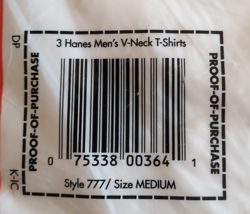 3 Hanes Men's V-Neck T-Shirts
DP
PROOF-OF-PURCHASE
PROOF-OF-PURCHASE
K-IC
0 75338 00364 1
Style 777/ Size MEDIUM